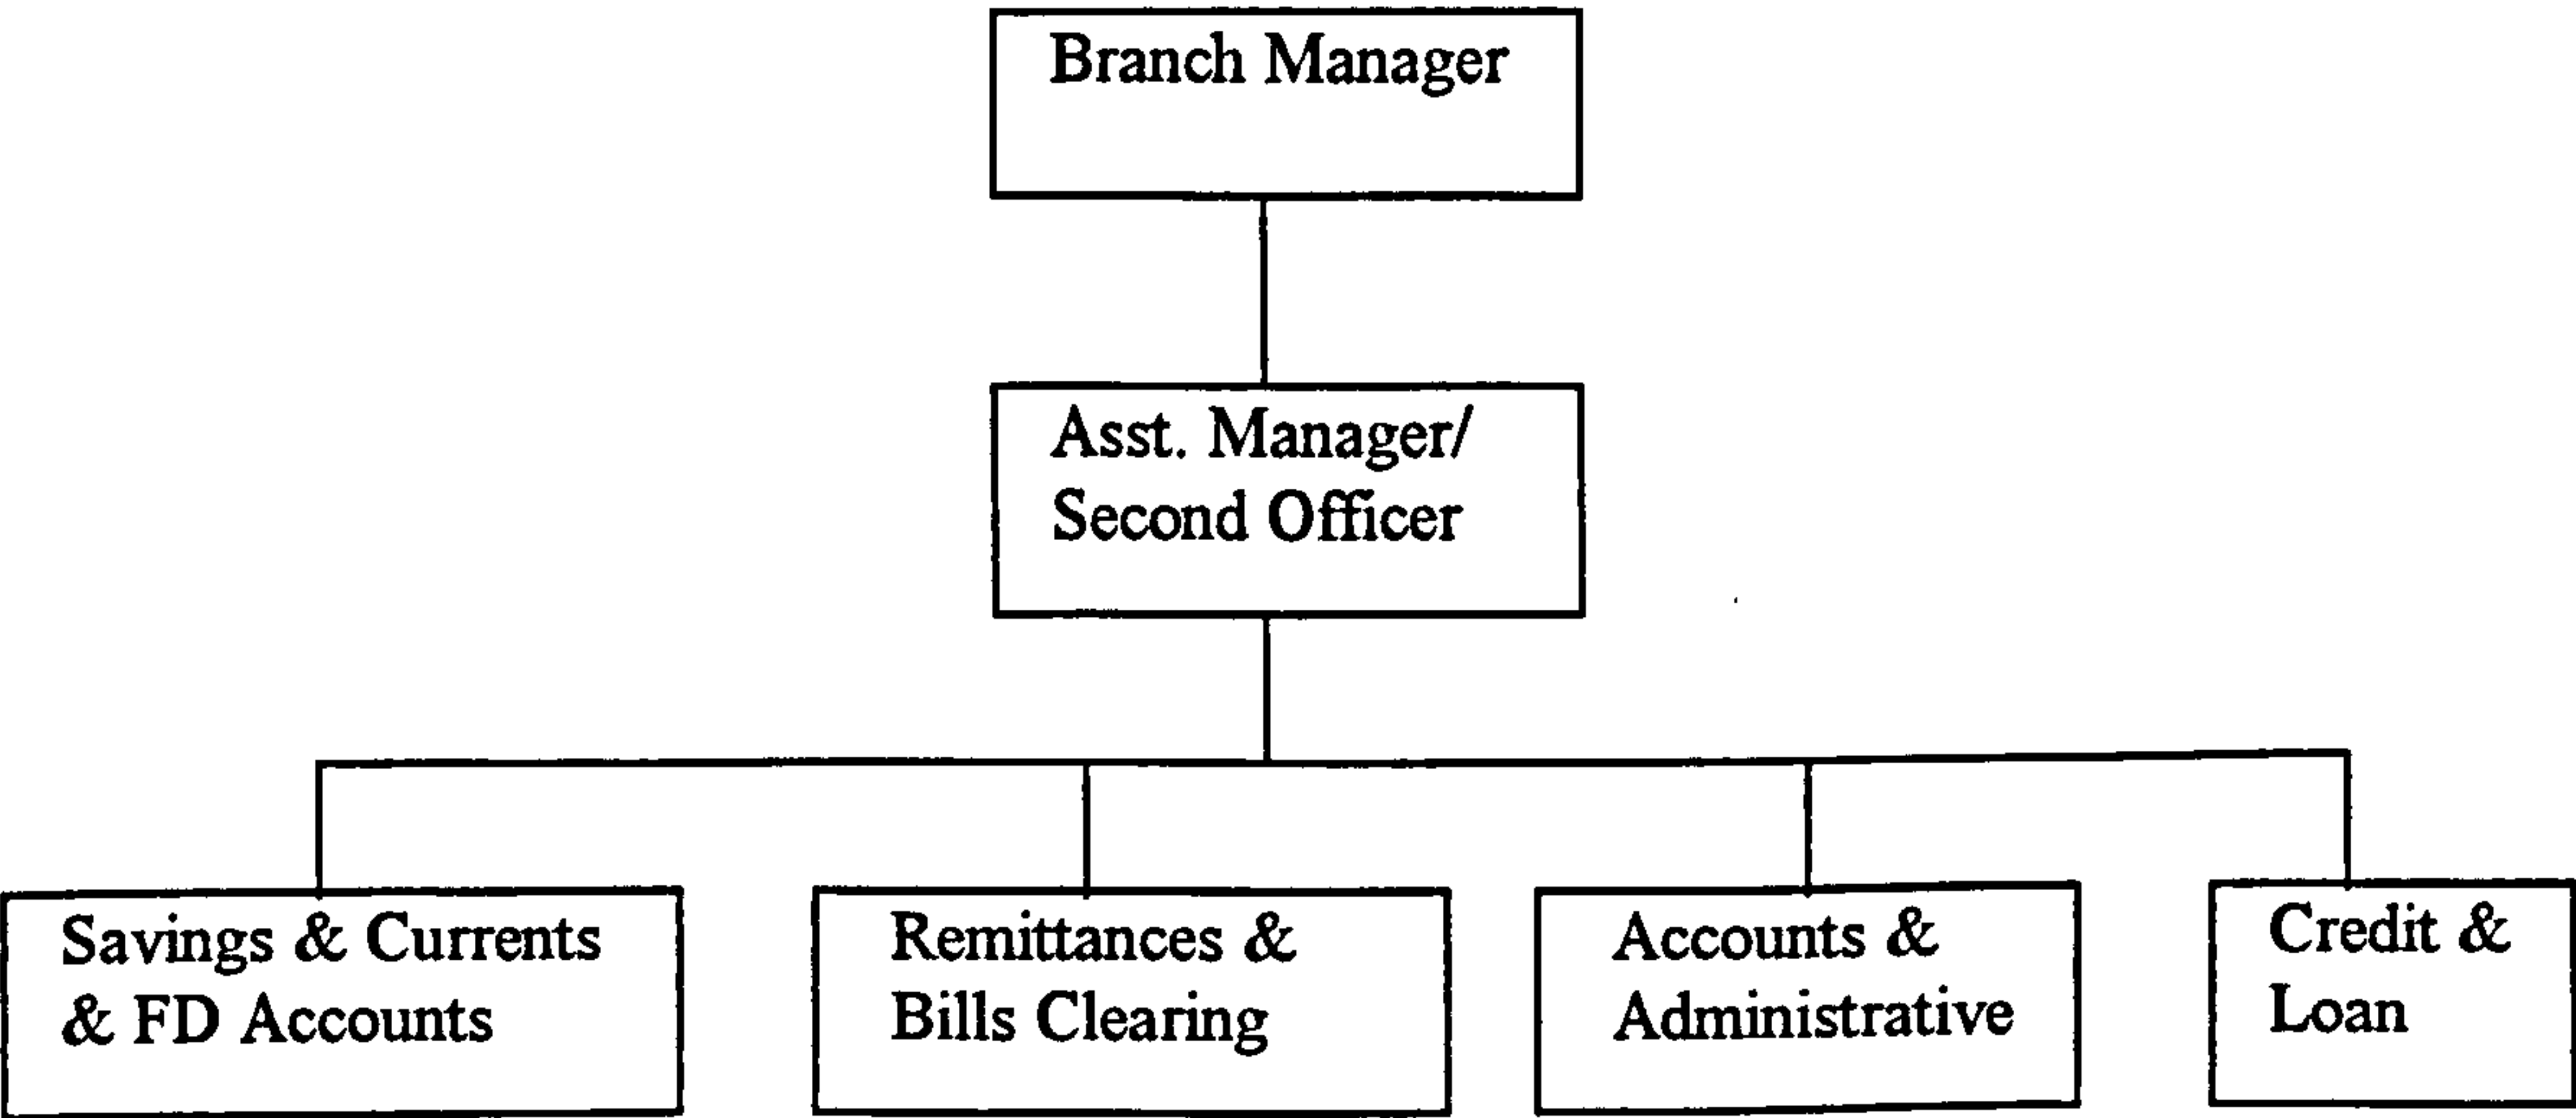 Branch Manager
Asst. Manager/
Second Officer
Savings & Currents
& FD Accounts
Remittances &
Bills Clearing
Accounts &
Administrative
Credit &
Loan